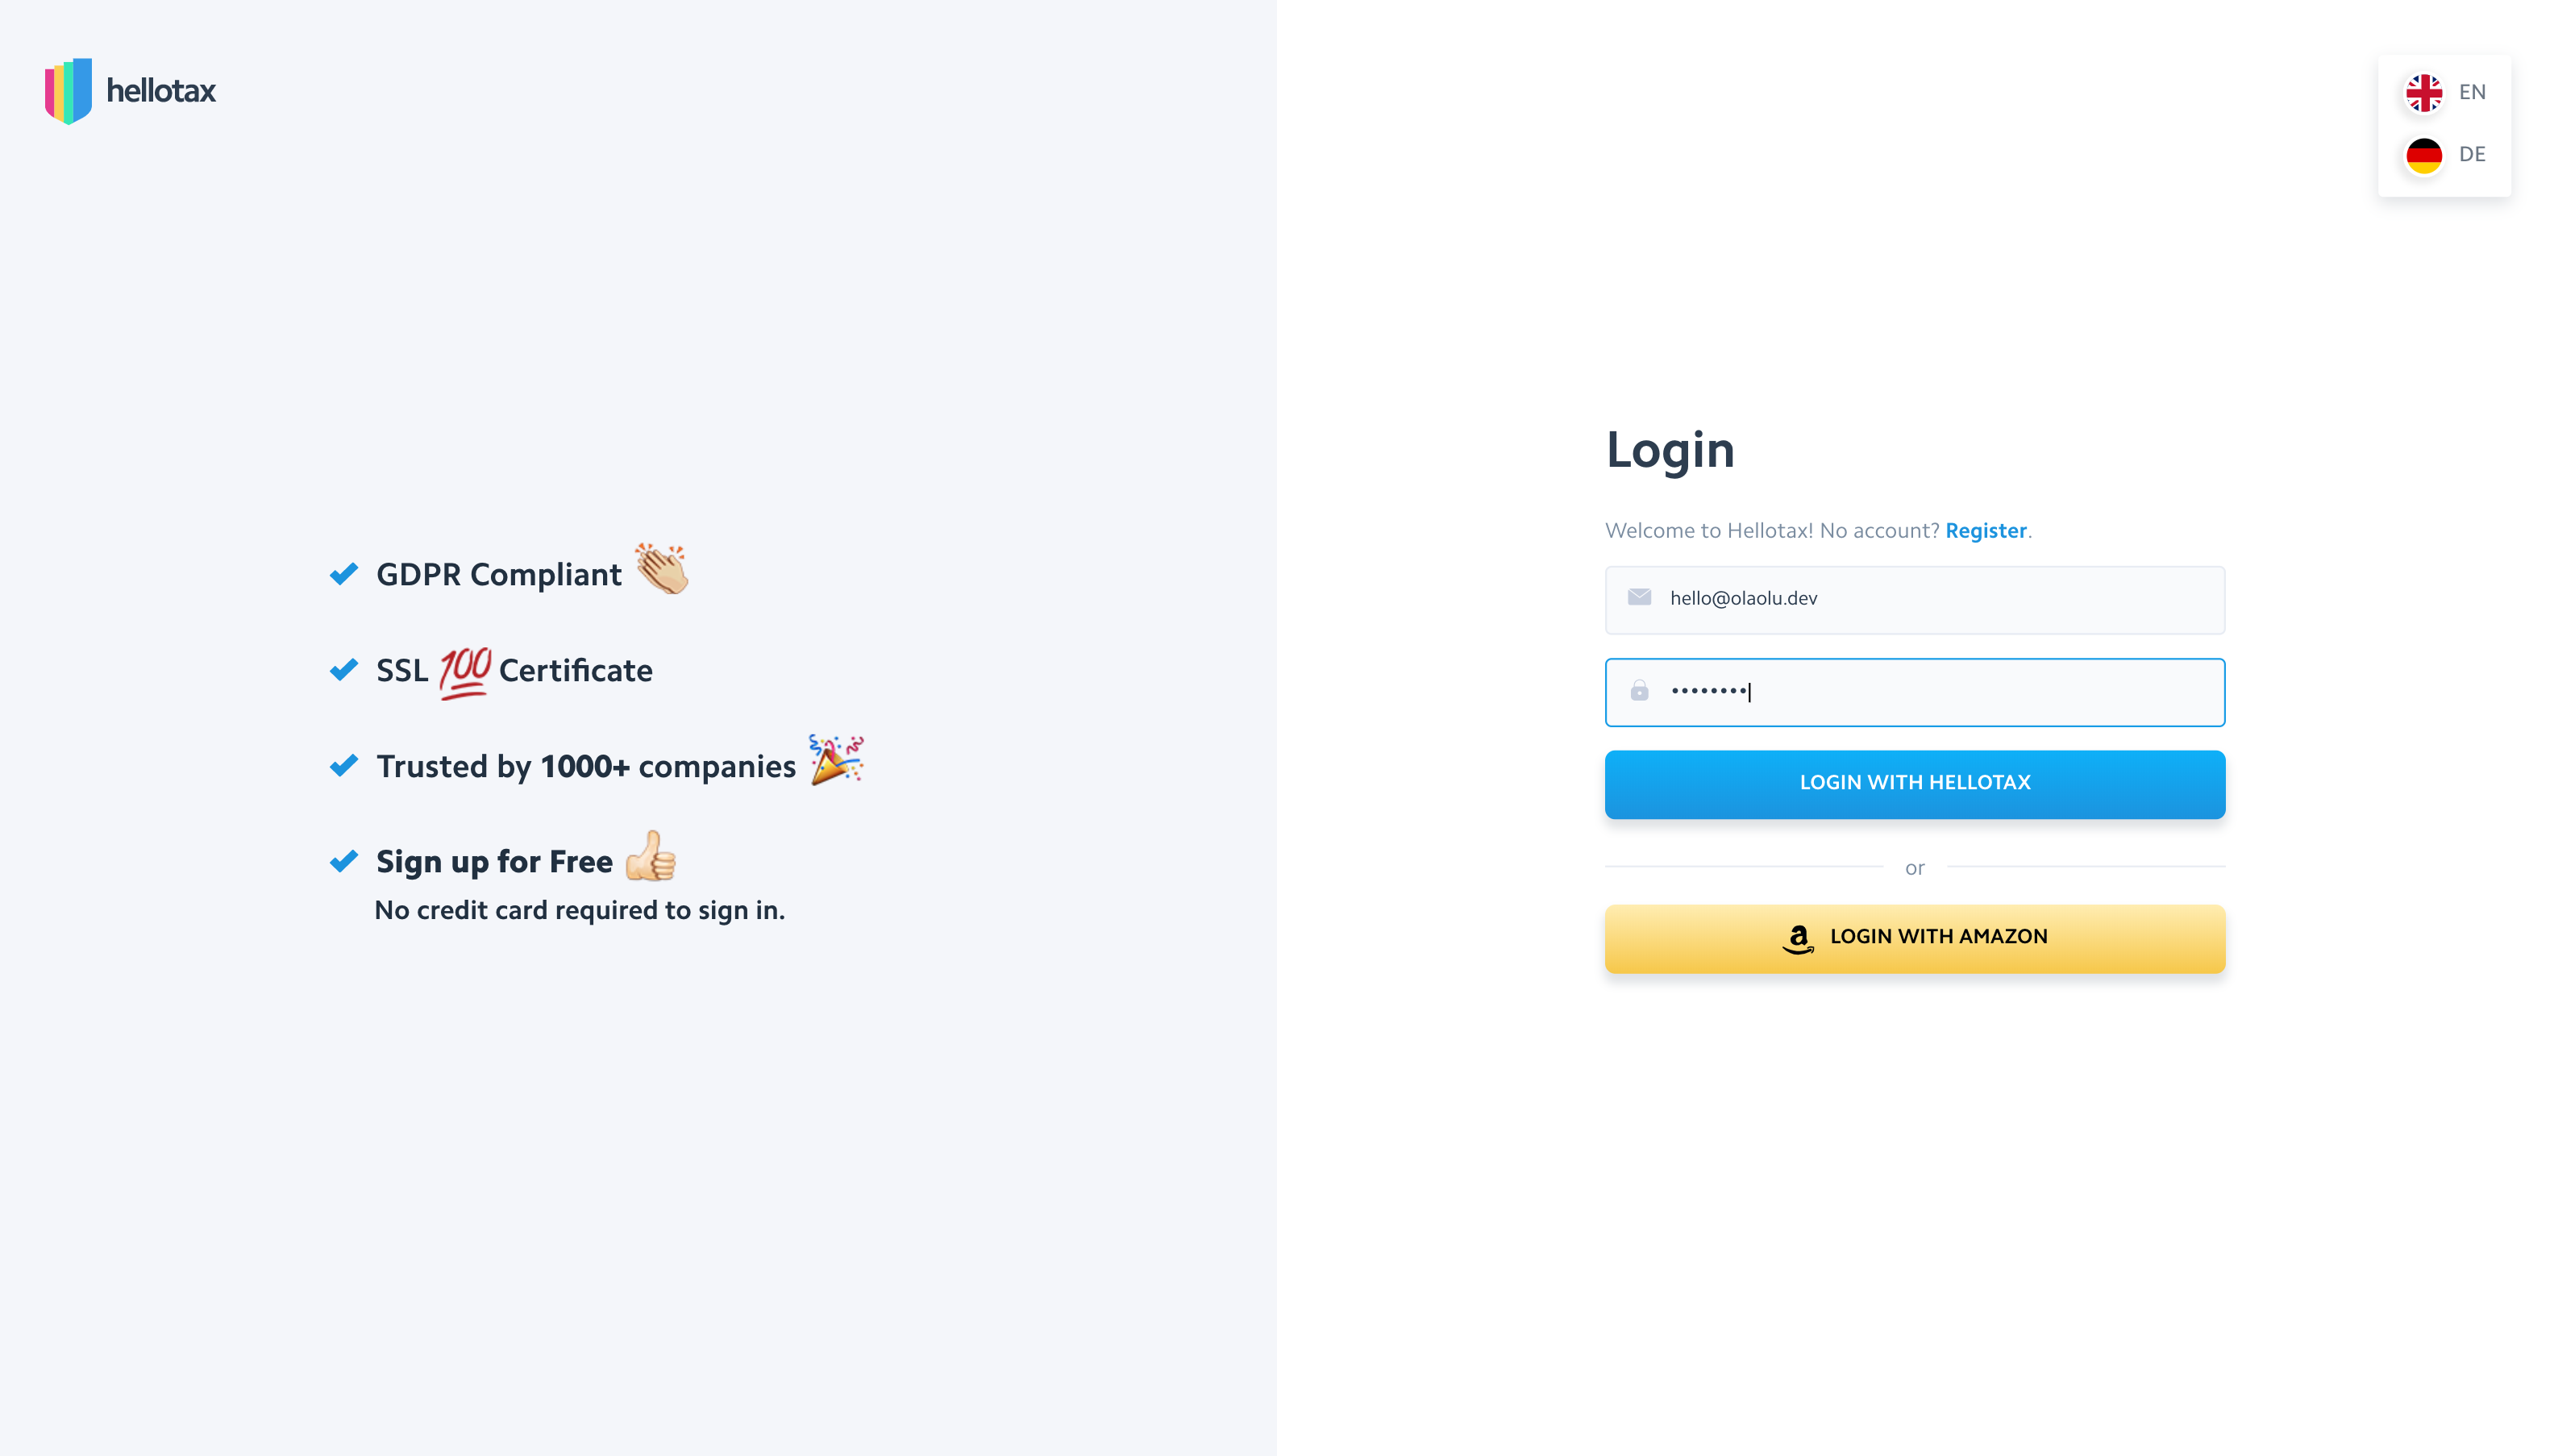 hellotax
EN
DE
GDPR Compliant 👏🏻
SSL 💯 Certificate
Trusted by 1000+ companies 🎉
Sign up for Free 👍🏻
No credit card required to sign in.
Login
Welcome to Hellotax! No account? Register.
hello@olaolu.dev
••••••••
LOGIN WITH HELLOTAX
or
LOGIN WITH AMAZON